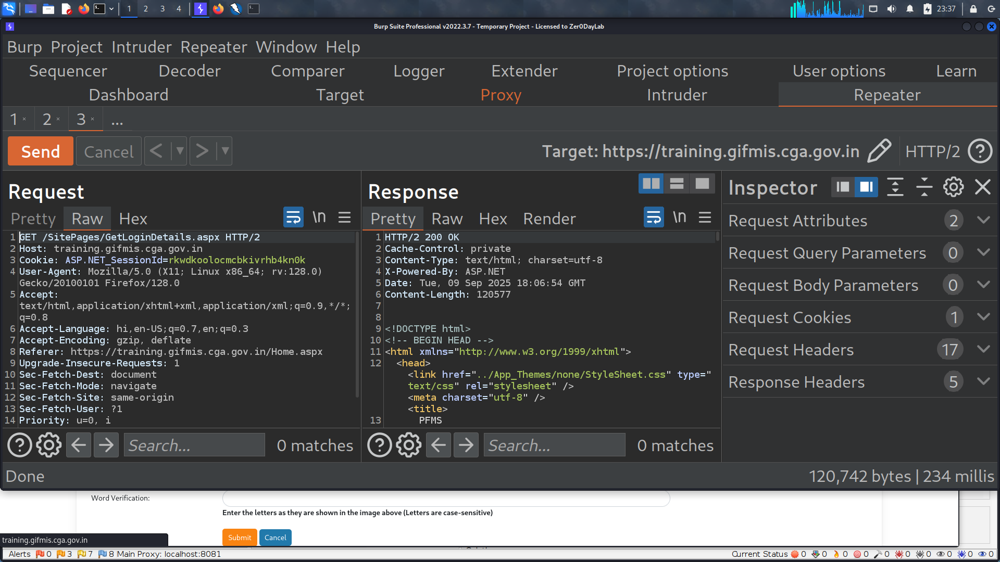 1 2 3 4
23:37
Burp Suite Professional v2022.3.7 - Temporary Project - Licensed to Zer0DayLab
Burp Project Intruder Repeater Window Help
Sequencer Decoder Comparer Logger Extender Project options User options Learn
Dashboard Target Proxy Intruder Repeater
1 × 2 × 3 × ...
Send Cancel < > Target: https://training.gifmis.cga.gov.in HTTP/2 ?
Request
Pretty Raw Hex \n
1 GET /SitePages/GetLoginDetails.aspx HTTP/2
2 Host: training.gifmis.cga.gov.in
3 Cookie: ASP.NET_SessionId=rkwdkoolocmcbkivrhb4kn0k
4 User-Agent: Mozilla/5.0 (X11; Linux x86_64; rv:128.0)
Gecko/20100101 Firefox/128.0
5 Accept:
text/html,application/xhtml+xml,application/xml;q=0.9,*/*;
q=0.8
6 Accept-Language: hi,en-US;q=0.7,en;q=0.3
7 Accept-Encoding: gzip, deflate
8 Referer: https://training.gifmis.cga.gov.in/Home.aspx
9 Upgrade-Insecure-Requests: 1
10 Sec-Fetch-Dest: document
11 Sec-Fetch-Mode: navigate
12 Sec-Fetch-Site: same-origin
13 Sec-Fetch-User: ?1
14 Priority: u=0, i
? Search... 0 matches
Response
Pretty Raw Hex Render \n
1 HTTP/2 200 OK
2 Cache-Control: private
3 Content-Type: text/html; charset=utf-8
4 X-Powered-By: ASP.NET
5 Date: Tue, 09 Sep 2025 18:06:54 GMT
6 Content-Length: 120577
7
8
9 <!DOCTYPE html>
10 <!-- BEGIN HEAD -->
11 <html xmlns="http://www.w3.org/1999/xhtml">
12 <head>
<link href="../App_Themes/none/StyleSheet.css" type="
text/css" rel="stylesheet" />
<meta charset="utf-8" />
<title>
13 PFMS
? Search... 0 matches
Inspector
Request Attributes 2
Request Query Parameters 0
Request Body Parameters 0
Request Cookies 1
Request Headers 17
Response Headers 5
Done 120,742 bytes | 234 millis
Word Verification:
Enter the letters as they are shown in the image above (Letters are case-sensitive)
Submit Cancel
training.gifmis.cga.gov.in
Alerts 0 3 7 8 Main Proxy: localhost:8081 Current Status 0 0 0 0 0 0 0 0 0 0